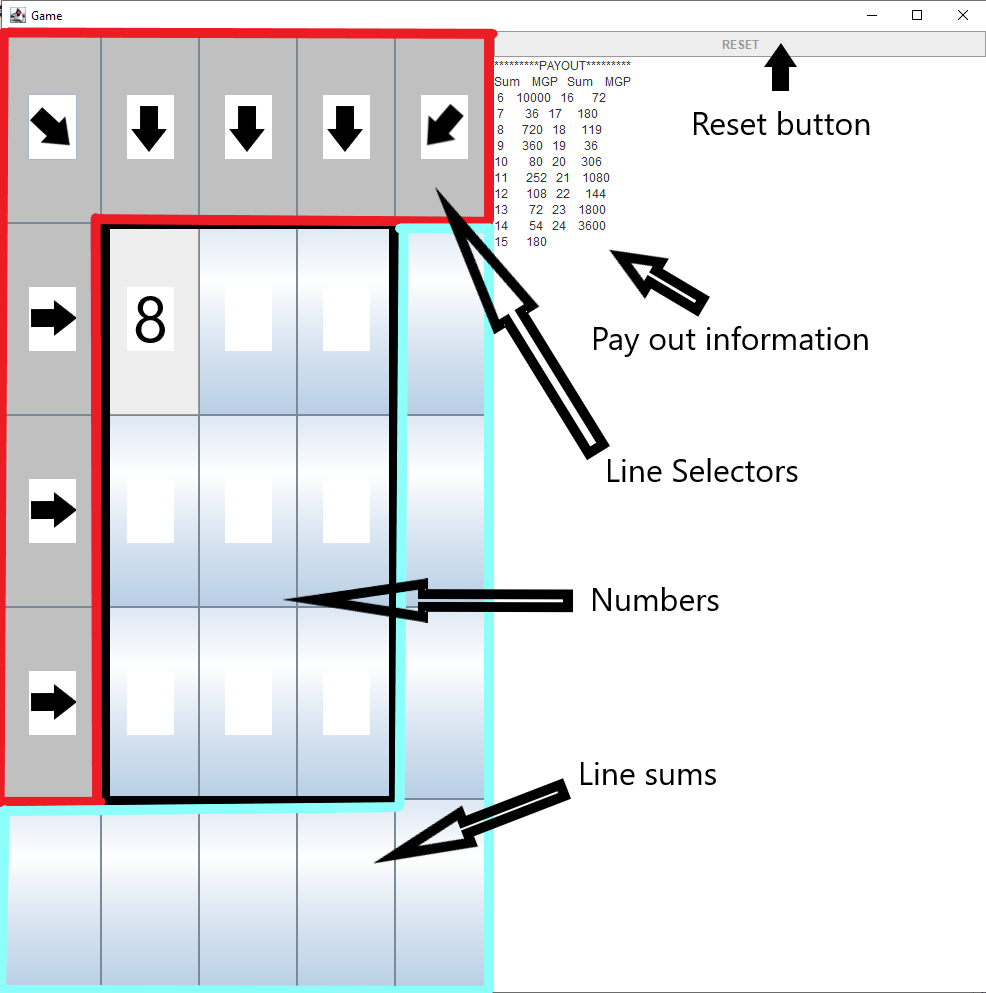 Game
RESET
*********PAYOUT*********
Sum MGP Sum MGP
6 10000 16 72
7 36 17 180
8 720 18 119
9 360 19 36
10 80 20 306
11 252 21 1080
12 108 22 144
13 72 23 1800
14 54 24 3600
15 180
Reset button
8
Pay out information
Line Selectors
Numbers
Line sums